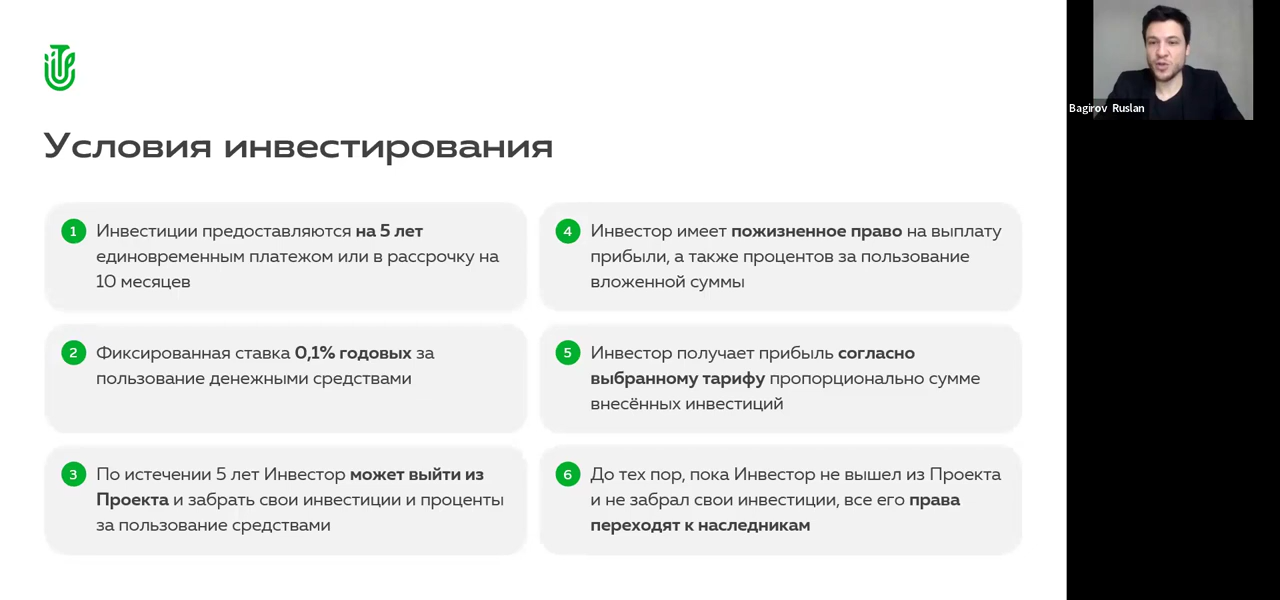 Условия инвестирования
1
Инвестиции предоставляются на 5 лет
единовременным платежом или в рассрочку на
10 месяцев
2
Фиксированная ставка 0,1% годовых за
пользование денежными средствами
3
По истечении 5 лет Инвестор может выйти из
Проекта и забрать свои инвестиции и проценты
за пользование средствами
4
Инвестор имеет пожизненное право на выплату
прибыли, а также процентов за пользование
вложенной суммы
5
Инвестор получает прибыль согласно
выбранному тарифу пропорционально сумме
внесённых инвестиций
6
До тех пор, пока Инвестор не вышел из Проекта
и не забрал свои инвестиции, все его права
переходят к наследникам
Bagirov Ruslan